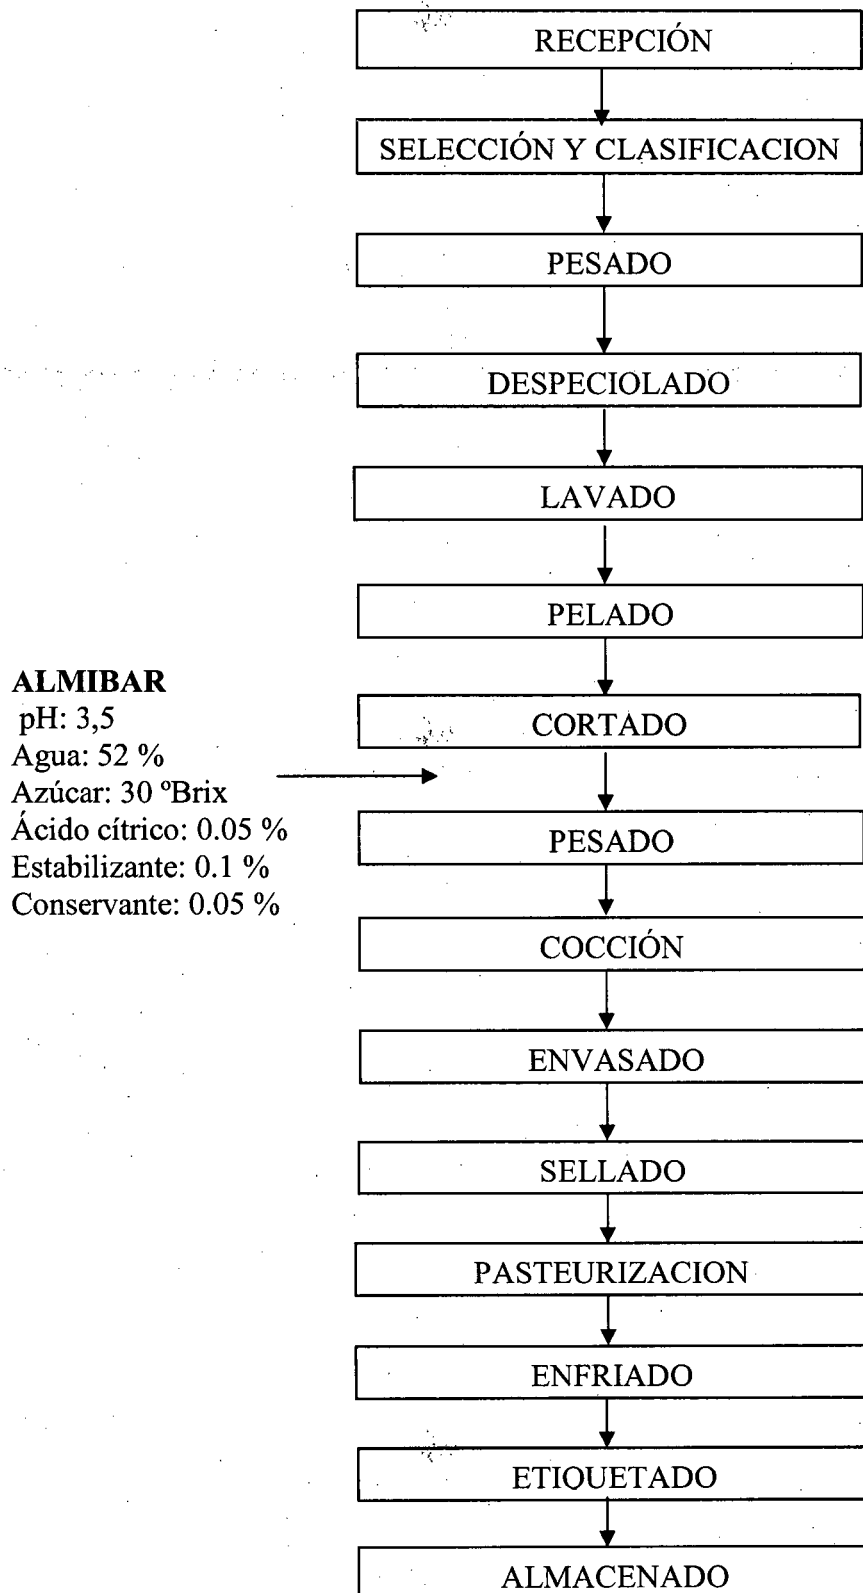 RECEPCIÓN
SELECCIÓN Y CLASIFICACION
PESADO
DESPECIOLADO
LAVADO
PELADO
CORTADO
ALMIBAR
pH: 3,5
Agua: 52 %
Azúcar: 30 ºBrix
Ácido cítrico: 0.05 %
Estabilizante: 0.1 %
Conservante: 0.05 %
PESADO
COCCIÓN
ENVASADO
SELLADO
PASTEURIZACION
ENFRIADO
ETIQUETADO
ALMACENADO